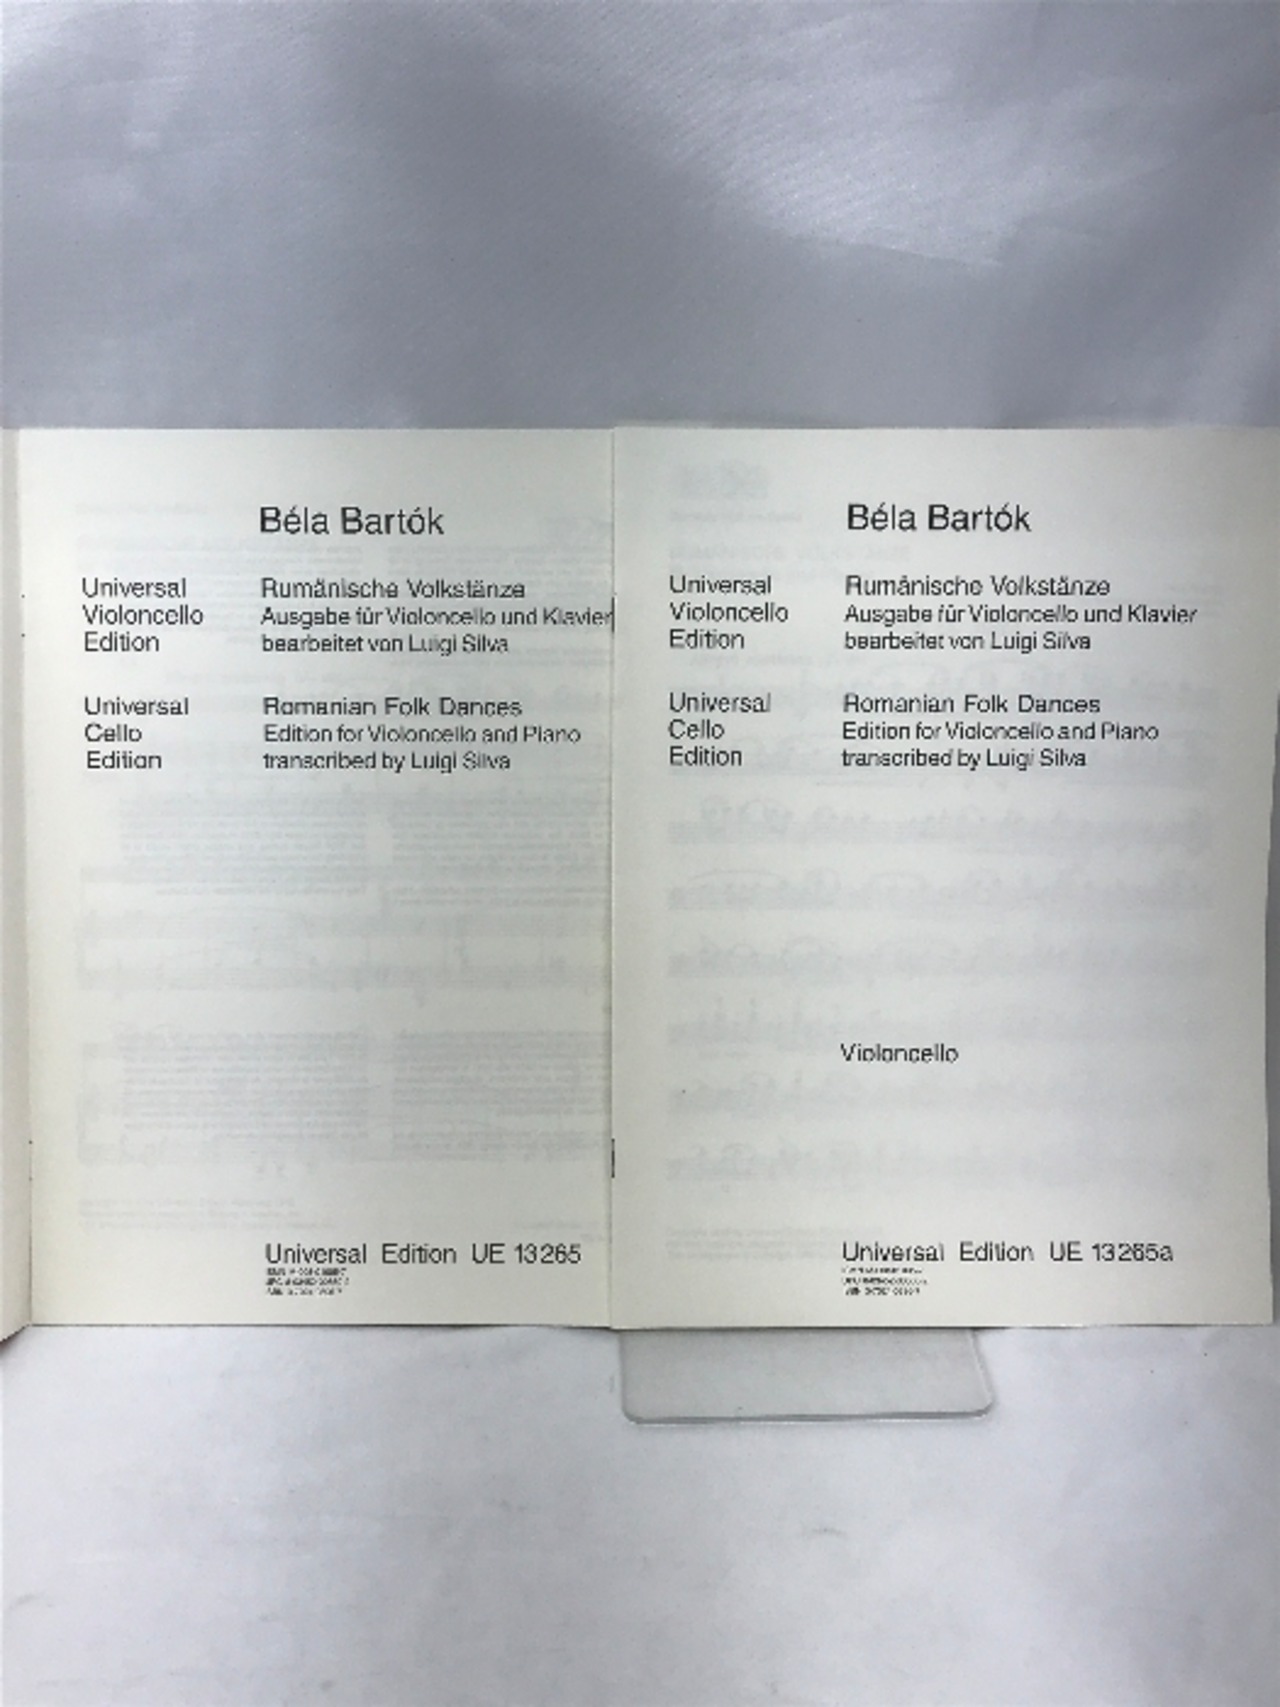 Béla Bartók
Universal Rumänische Volkstänze
Violoncello Ausgabe für Violoncello und Klavier
Edition bearbeitet von Luigi Silva
Universal Romanian Folk Dances
Cello Edition for Violoncello and Piano
Edition transcribed by Luigi Silva
Universal Edition UE 13265
Béla Bartók
Universal Rumänische Volkstänze
Violoncello Ausgabe für Violoncello und Klavier
Edition bearbeitet von Luigi Silva
Universal Romanian Folk Dances
Cello Edition for Violoncello and Piano
Edition transcribed by Luigi Silva
Violoncello
Universal Edition UE 13265a